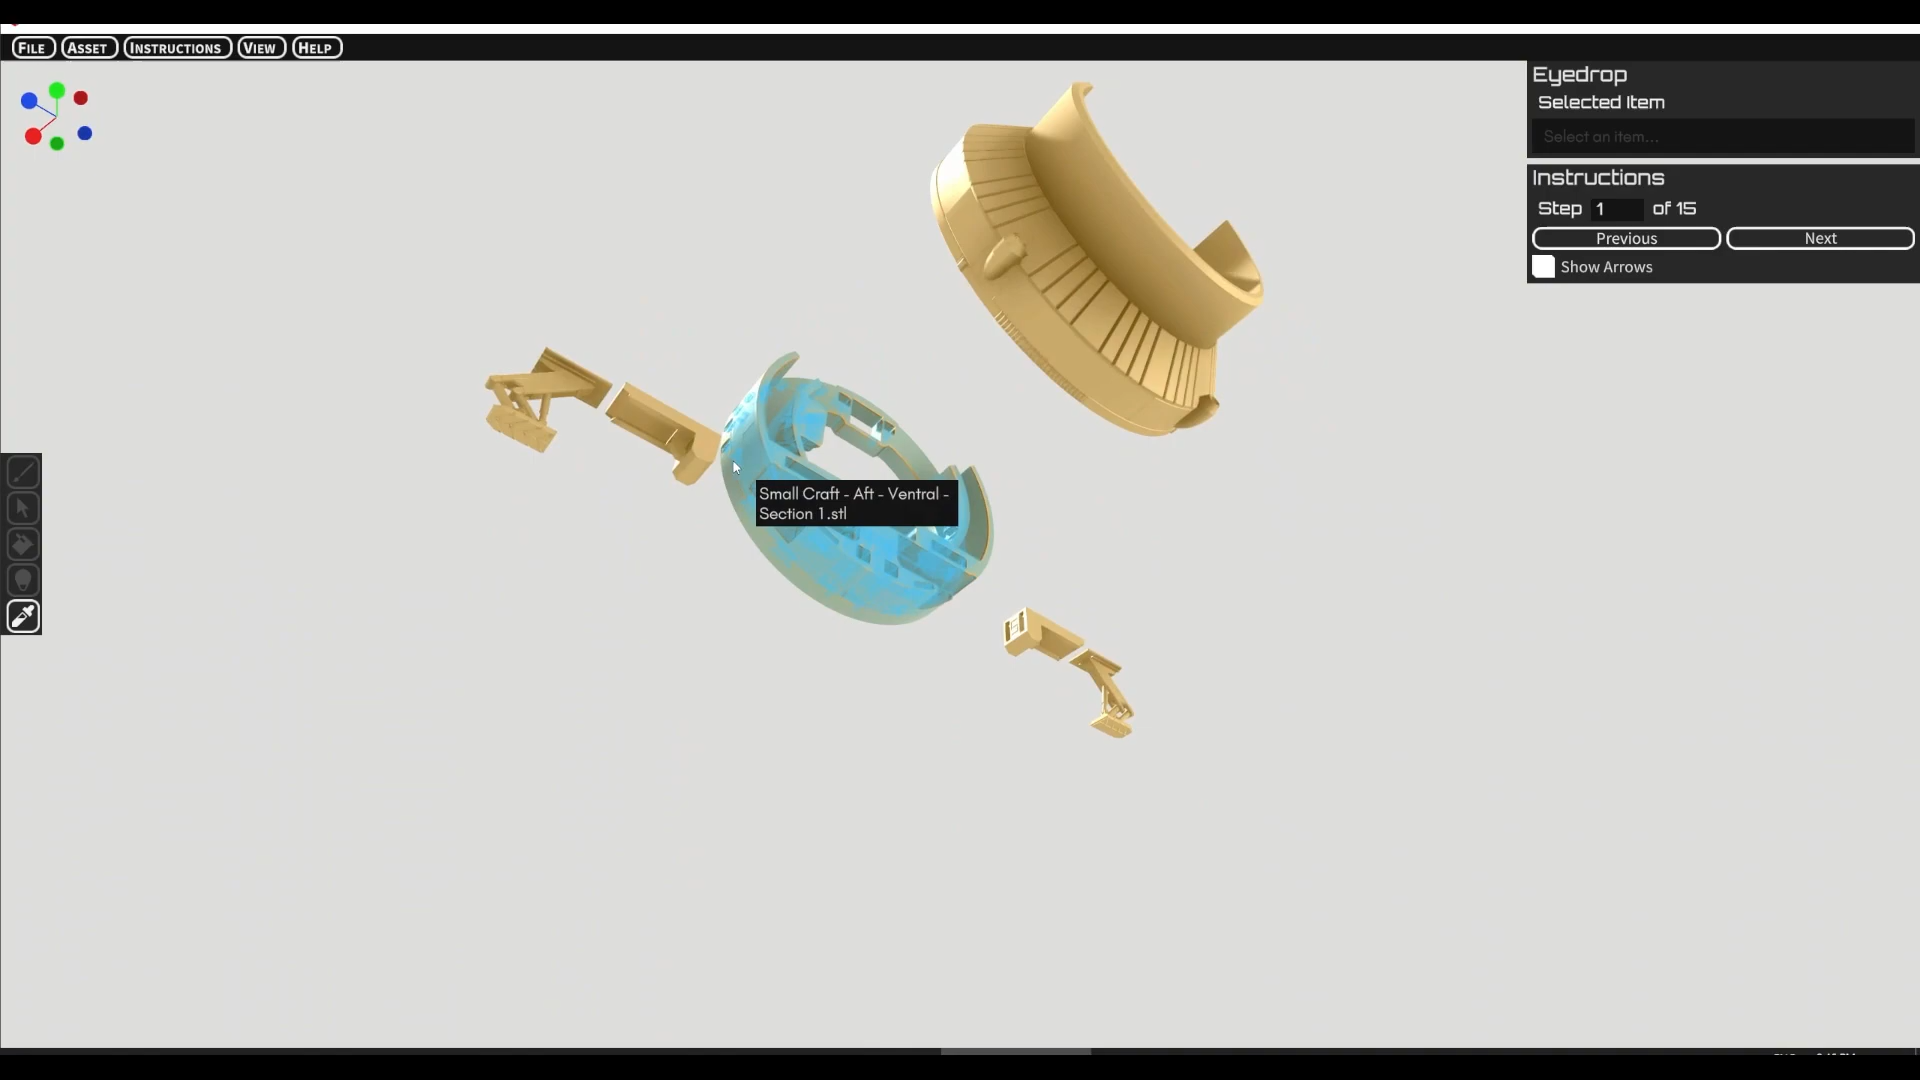 FILE ASSET INSTRUCTIONS VIEW HELP
Eyedrop
Selected Item
Select an item...
Instructions
Step 1 of 15
Previous Next
Show Arrows
Small Craft - Aft - Ventral -
Section 1.stl